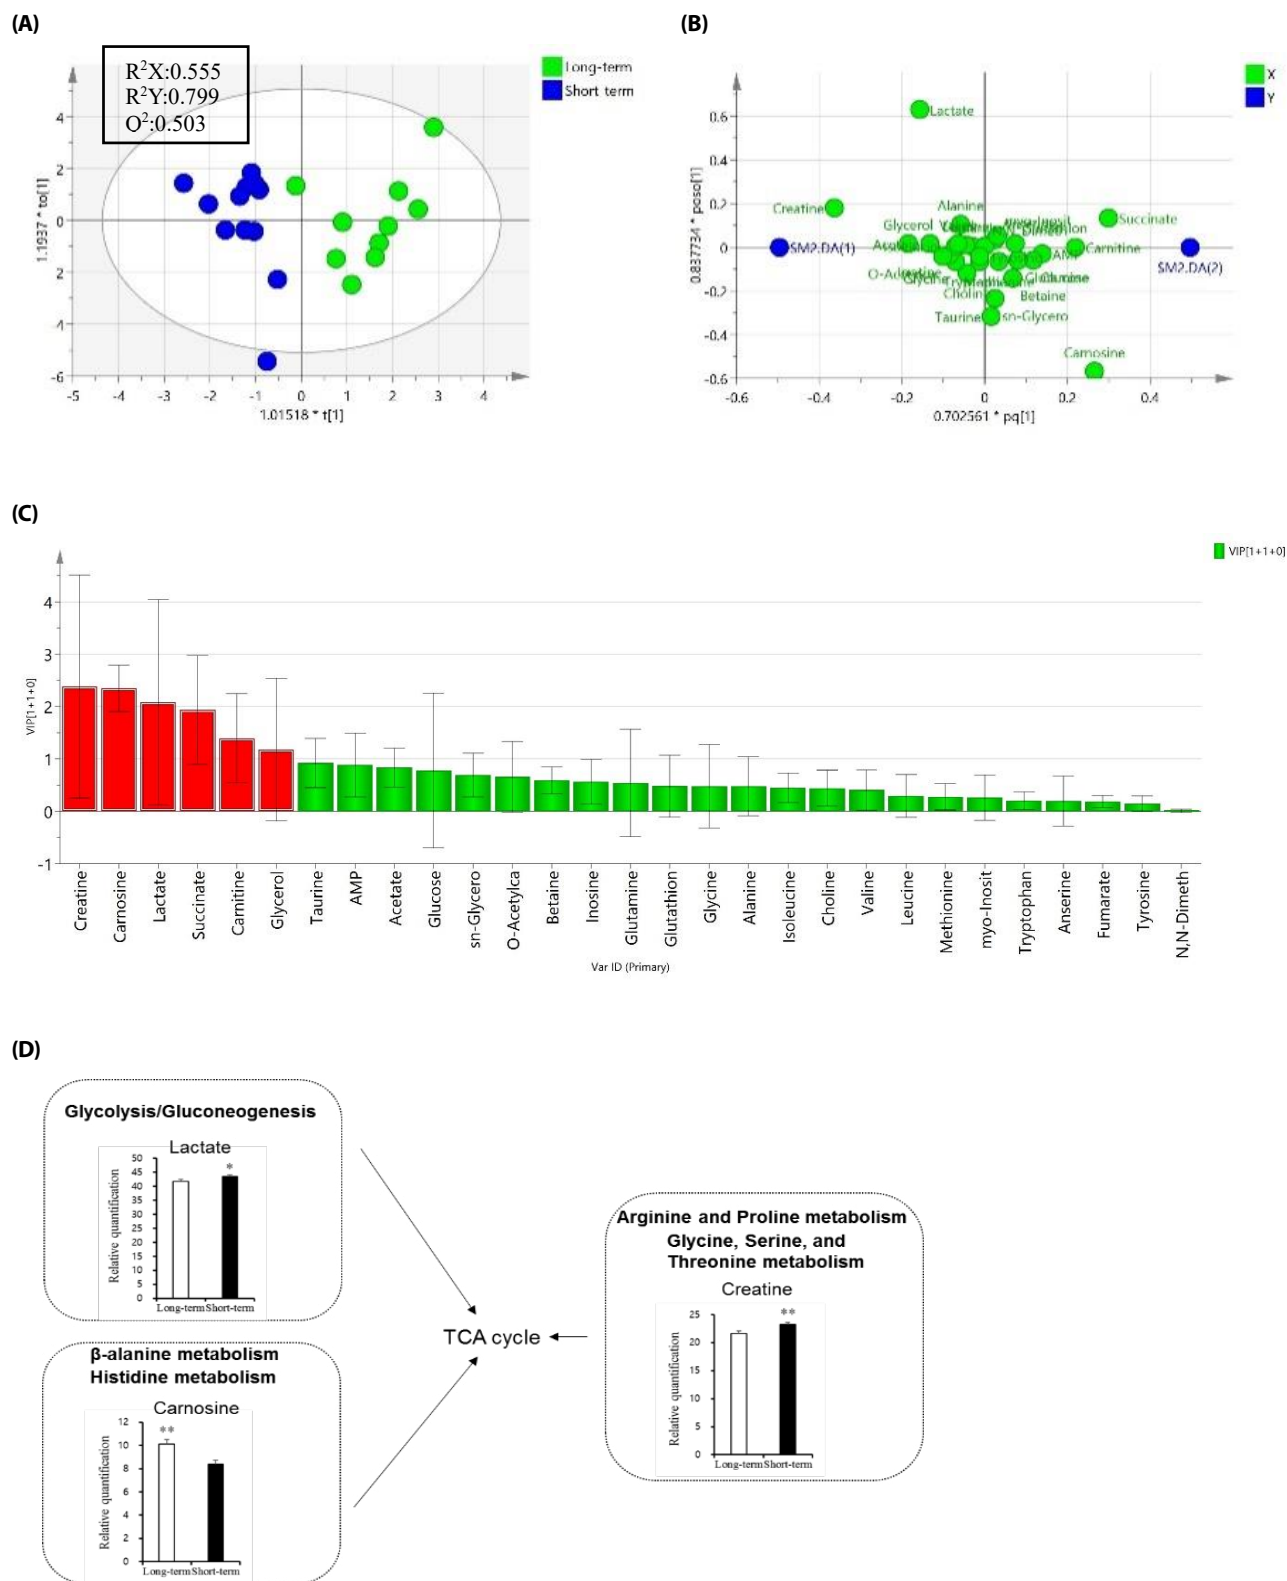 (A)
R²X:0.555
R²Y:0.799
Q²:0.503
Long-term
Short term
4
2
0
-2
-4
-6
1.1937 * to[1]
-5 -4 -3 -2 -1 0 1 2 3 4
1.01518 * t[1]
(B)
X
Y
0.6
0.4
0.2
0
-0.2
-0.4
-0.6
0.837734 * poso[1]
Lactate
Creatine
Alanine
myo-Inosit
Succinate
Glycerol
$M2.DA(1)
Carnitine
AMP
$M2.DA(2)
Glycine
Cholin
Betaine
Taurine
sn-Glycero
Carnosine
-0.6 -0.4 -0.2 0 0.2 0.4
0.702561 * pq[1]
(C)
VIP[1+1+0]
4
3
2
1
0
-1
VIP[1+1+0]
Creatine
Carnosine
Lactate
Succinate
Carnitine
Glycerol
Taurine
AMP
Acetate
Glucose
sn-Glycero
O-Acetylca
Betaine
Inosine
Glutamine
Glutathion
Glycine
Alanine
Isoleucine
Choline
Valine
Leucine
Methionine
myo-Inosit
Tryptophan
Anserine
Fumarate
Tyrosine
N,N-Dimeth
Var ID (Primary)
(D)
Glycolysis/Gluconeogenesis
Lactate
50
45
40
35
30
25
20
15
10
5
0
*
Relative quantification
Long-term Short-term
β-alanine metabolism
Histidine metabolism
Carnosine
12
10
8
6
4
2
0
**
Relative quantification
Long-term Short-term
TCA cycle
Arginine and Proline metabolism
Glycine, Serine, and
Threonine metabolism
Creatine
25
20
15
10
5
0
**
Relative quantification
Long-term Short-term